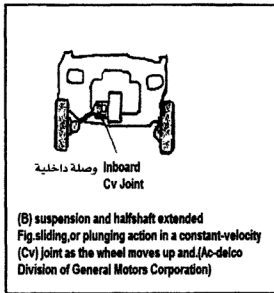 وصلة داخلية Inboard
Cv Joint
(B) suspension and halfshaft extended
Fig.sliding,or plunging action in a constant-velocity
(Cv) joint as the wheel moves up and.(Ac-delco
Division of General Motors Corporation)